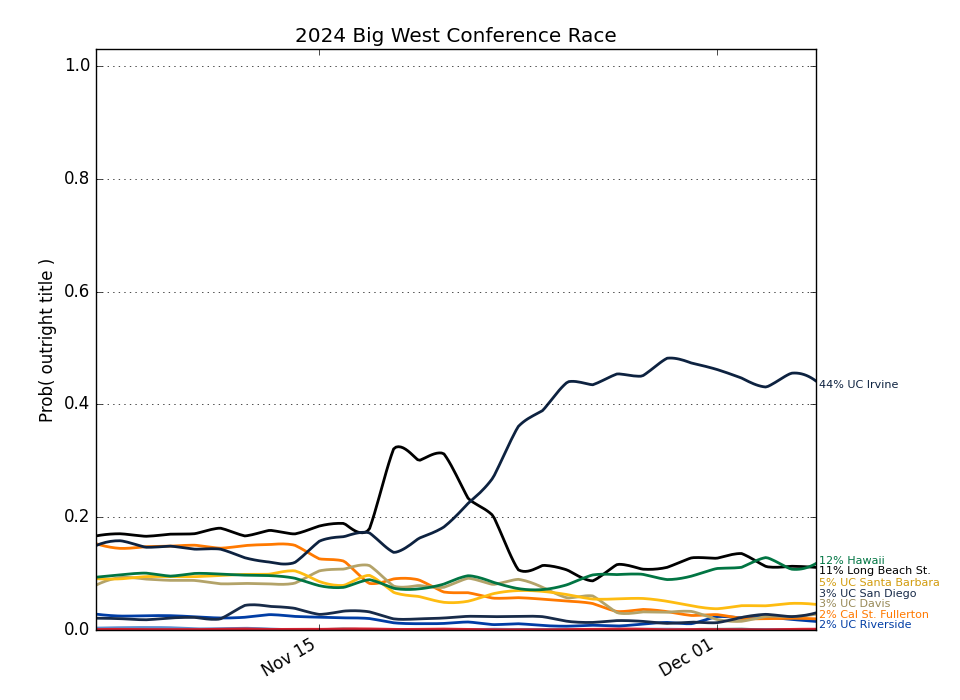 2024 Big West Conference Race
1.0
0.8
0.6
0.4
0.2
0.0
Prob( outright title )
Nov 15
Dec 01
44% UC Irvine
12% Hawaii
11% Long Beach St.
5% UC Santa Barbara
3% UC San Diego
3% UC Davis
2% Cal St. Fullerton
2% UC Riverside